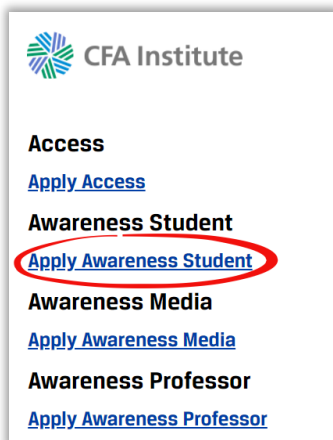 CFA Institute
Access
Apply Access
Awareness Student
Apply Awareness Student
Awareness Media
Apply Awareness Media
Awareness Professor
Apply Awareness Professor